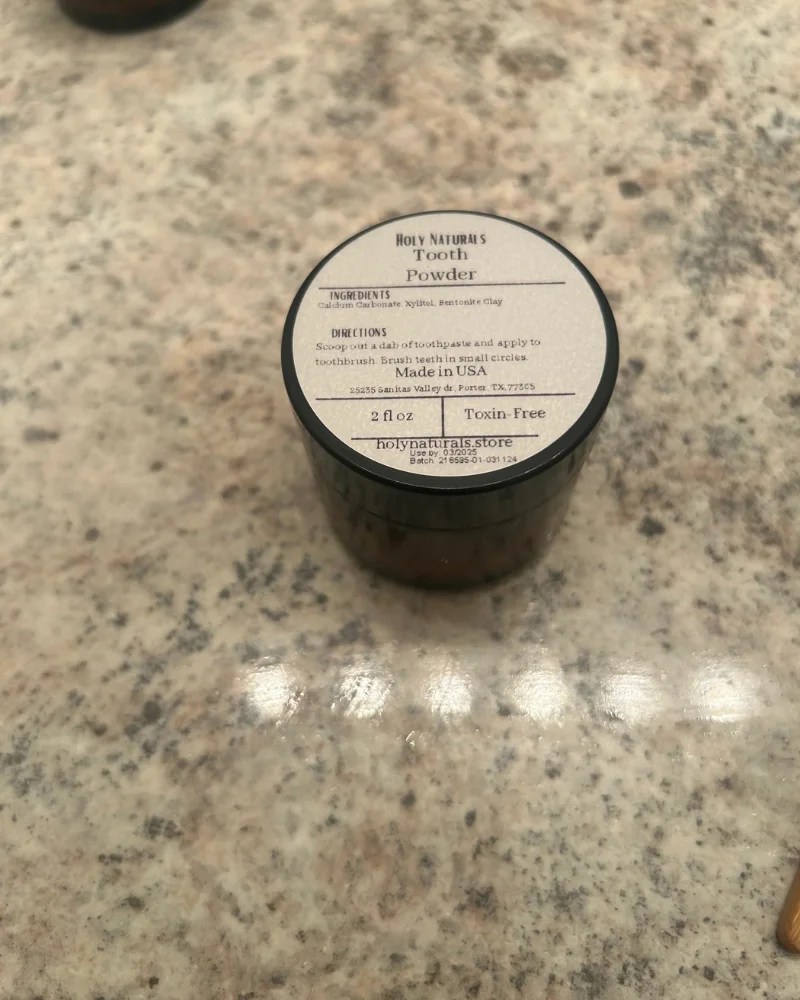 HOLY NATURALS
Tooth
Powder
INGREDIENTS
Calcium Carbonate, Xylitol, Bentonite Clay
DIRECTIONS
Scoop out a dab of toothpaste and apply to
toothbrush. Brush teeth in small circles.
Made in USA
25235 Sanitas Valley dr, Porter, TX, 77365
2 fl oz
Toxin-Free
holynaturals.store
Use by: 03/2025
Batch: 216595-01-031124